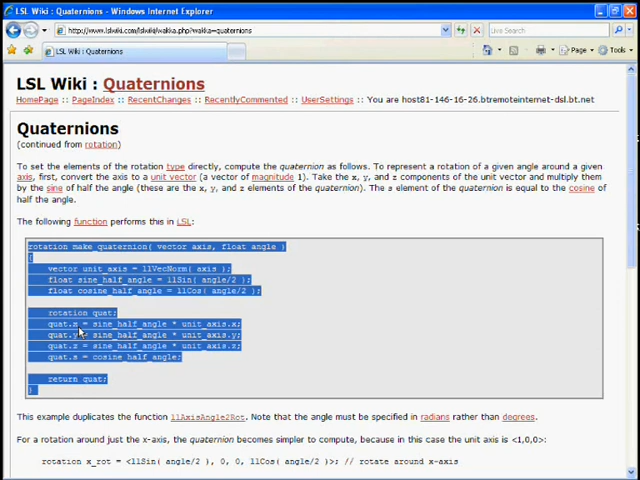 LSL Wiki : Quaternions - Windows Internet Explorer
http://www.lslwiki.com/lslwiki/wakka.php?wakka=quaternions
Live Search
LSL Wiki : Quaternions
Page
Tools
LSL Wiki : Quaternions
HomePage :: PageIndex :: RecentChanges :: RecentlyCommented :: UserSettings :: You are host81-146-16-26.btremoteinternet-dsl.bt.net
Quaternions
(continued from rotation)
To set the elements of the rotation type directly, compute the quaternion as follows. To represent a rotation of a given angle around a given
axis, first, convert the axis to a unit vector (a vector of magnitude 1). Take the x, y, and z components of the unit vector and multiply them
by the sine of half the angle (these are the x, y, and z elements of the quaternion). The s element of the quaternion is equal to the cosine of
half the angle.
The following function performs this in LSL:
rotation make_quaternion( vector axis, float angle )
{
vector unit_axis = llVecNorm( axis );
float sine_half_angle = llSin( angle/2 );
float cosine_half_angle = llCos( angle/2 );
rotation quat;
quat.x = sine_half_angle * unit_axis.x;
quat.y = sine_half_angle * unit_axis.y;
quat.z = sine_half_angle * unit_axis.z;
quat.s = cosine_half_angle;
return quat;
}
This example duplicates the function llAxisAngle2Rot. Note that the angle must be specified in radians rather than degrees.
For a rotation around just the x-axis, the quaternion becomes simpler to compute, because in this case the unit axis is <1,0,0>:
rotation x_rot = <llSin( angle/2 ), 0, 0, llCos( angle/2 )>; // rotate around x-axis